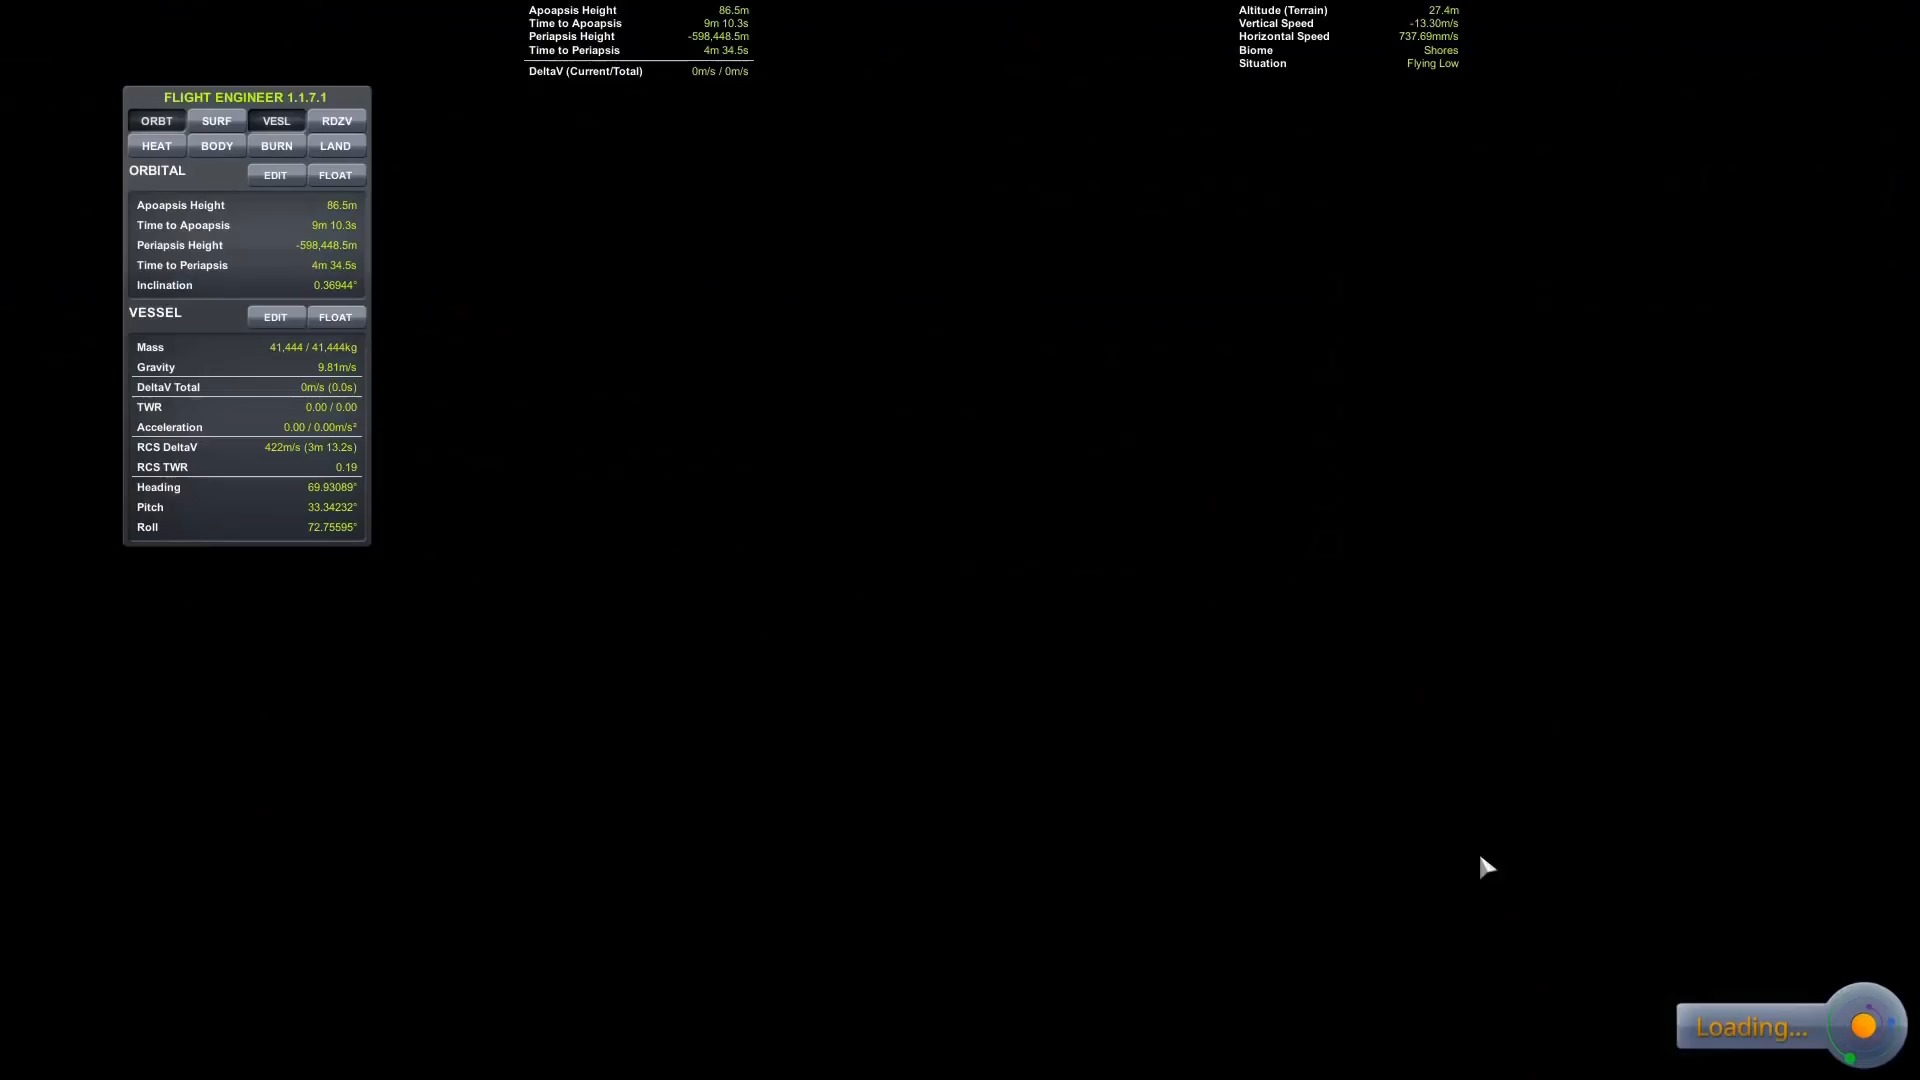 Apoapsis Height 86.5m
Time to Apoapsis 9m 10.3s
Periapsis Height -598,448.5m
Time to Periapsis 4m 34.5s
DeltaV (Current/Total) 0m/s / 0m/s
Altitude (Terrain) 27.4m
Vertical Speed -13.30m/s
Horizontal Speed 737.69mm/s
Biome Shores
Situation Flying Low
FLIGHT ENGINEER 1.1.7.1
ORBT SURF VESL RDZV
HEAT BODY BURN LAND
ORBITAL EDIT FLOAT
Apoapsis Height 86.5m
Time to Apoapsis 9m 10.3s
Periapsis Height -598,448.5m
Time to Periapsis 4m 34.5s
Inclination 0.36944°
VESSEL EDIT FLOAT
Mass 41,444 / 41,444kg
Gravity 9.81m/s
DeltaV Total 0m/s (0.0s)
TWR 0.00 / 0.00
Acceleration 0.00 / 0.00m/s²
RCS DeltaV 422m/s (3m 13.2s)
RCS TWR 0.19
Heading 69.93089°
Pitch 33.34232°
Roll 72.75595°
Loading...